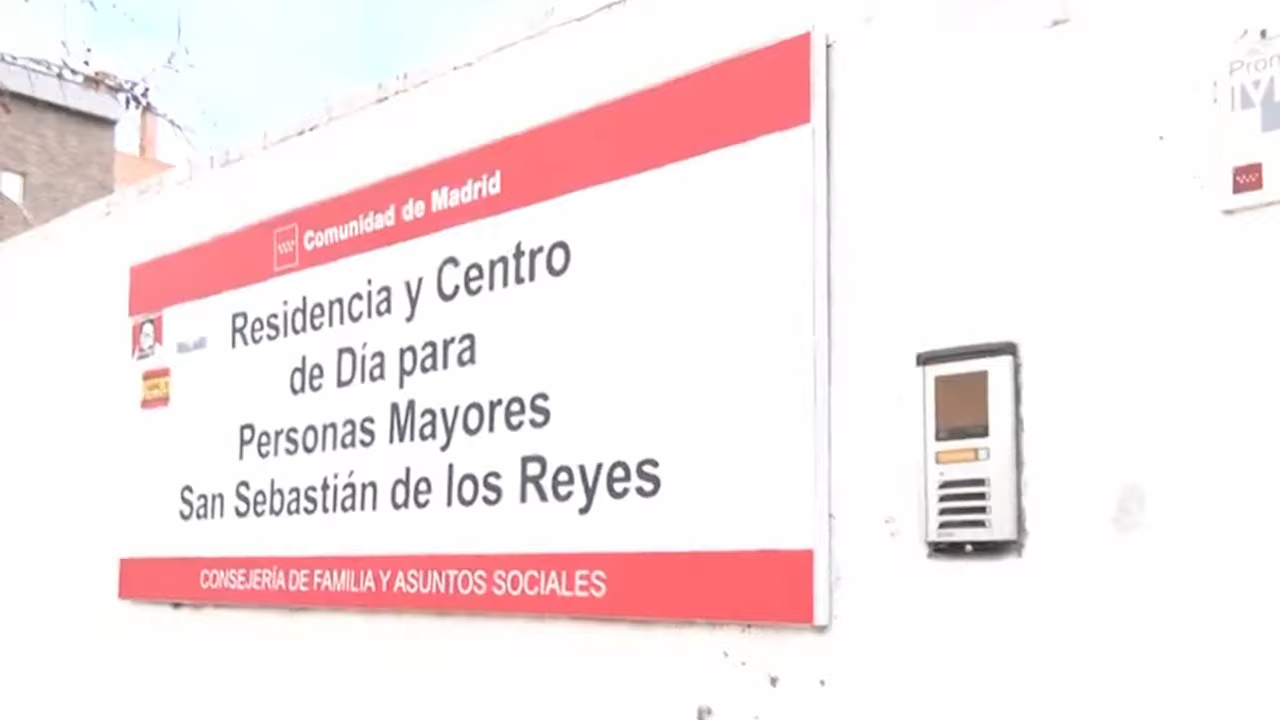 Comunidad de Madrid
Residencia y Centro
de Día para
Personas Mayores
San Sebastián de los Reyes
CONSEJERÍA DE FAMILIA Y ASUNTOS SOCIALES